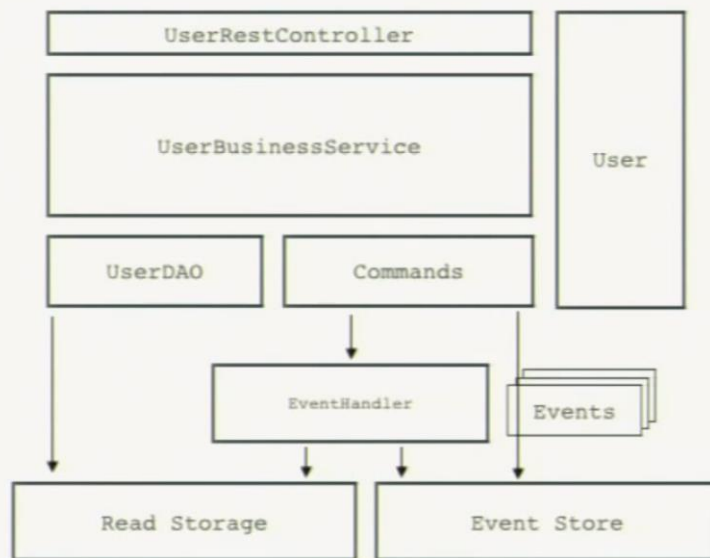 UserRestController
UserBusinessService
User
UserDAO
Commands
EventHandler
Events
Read Storage
Event Store